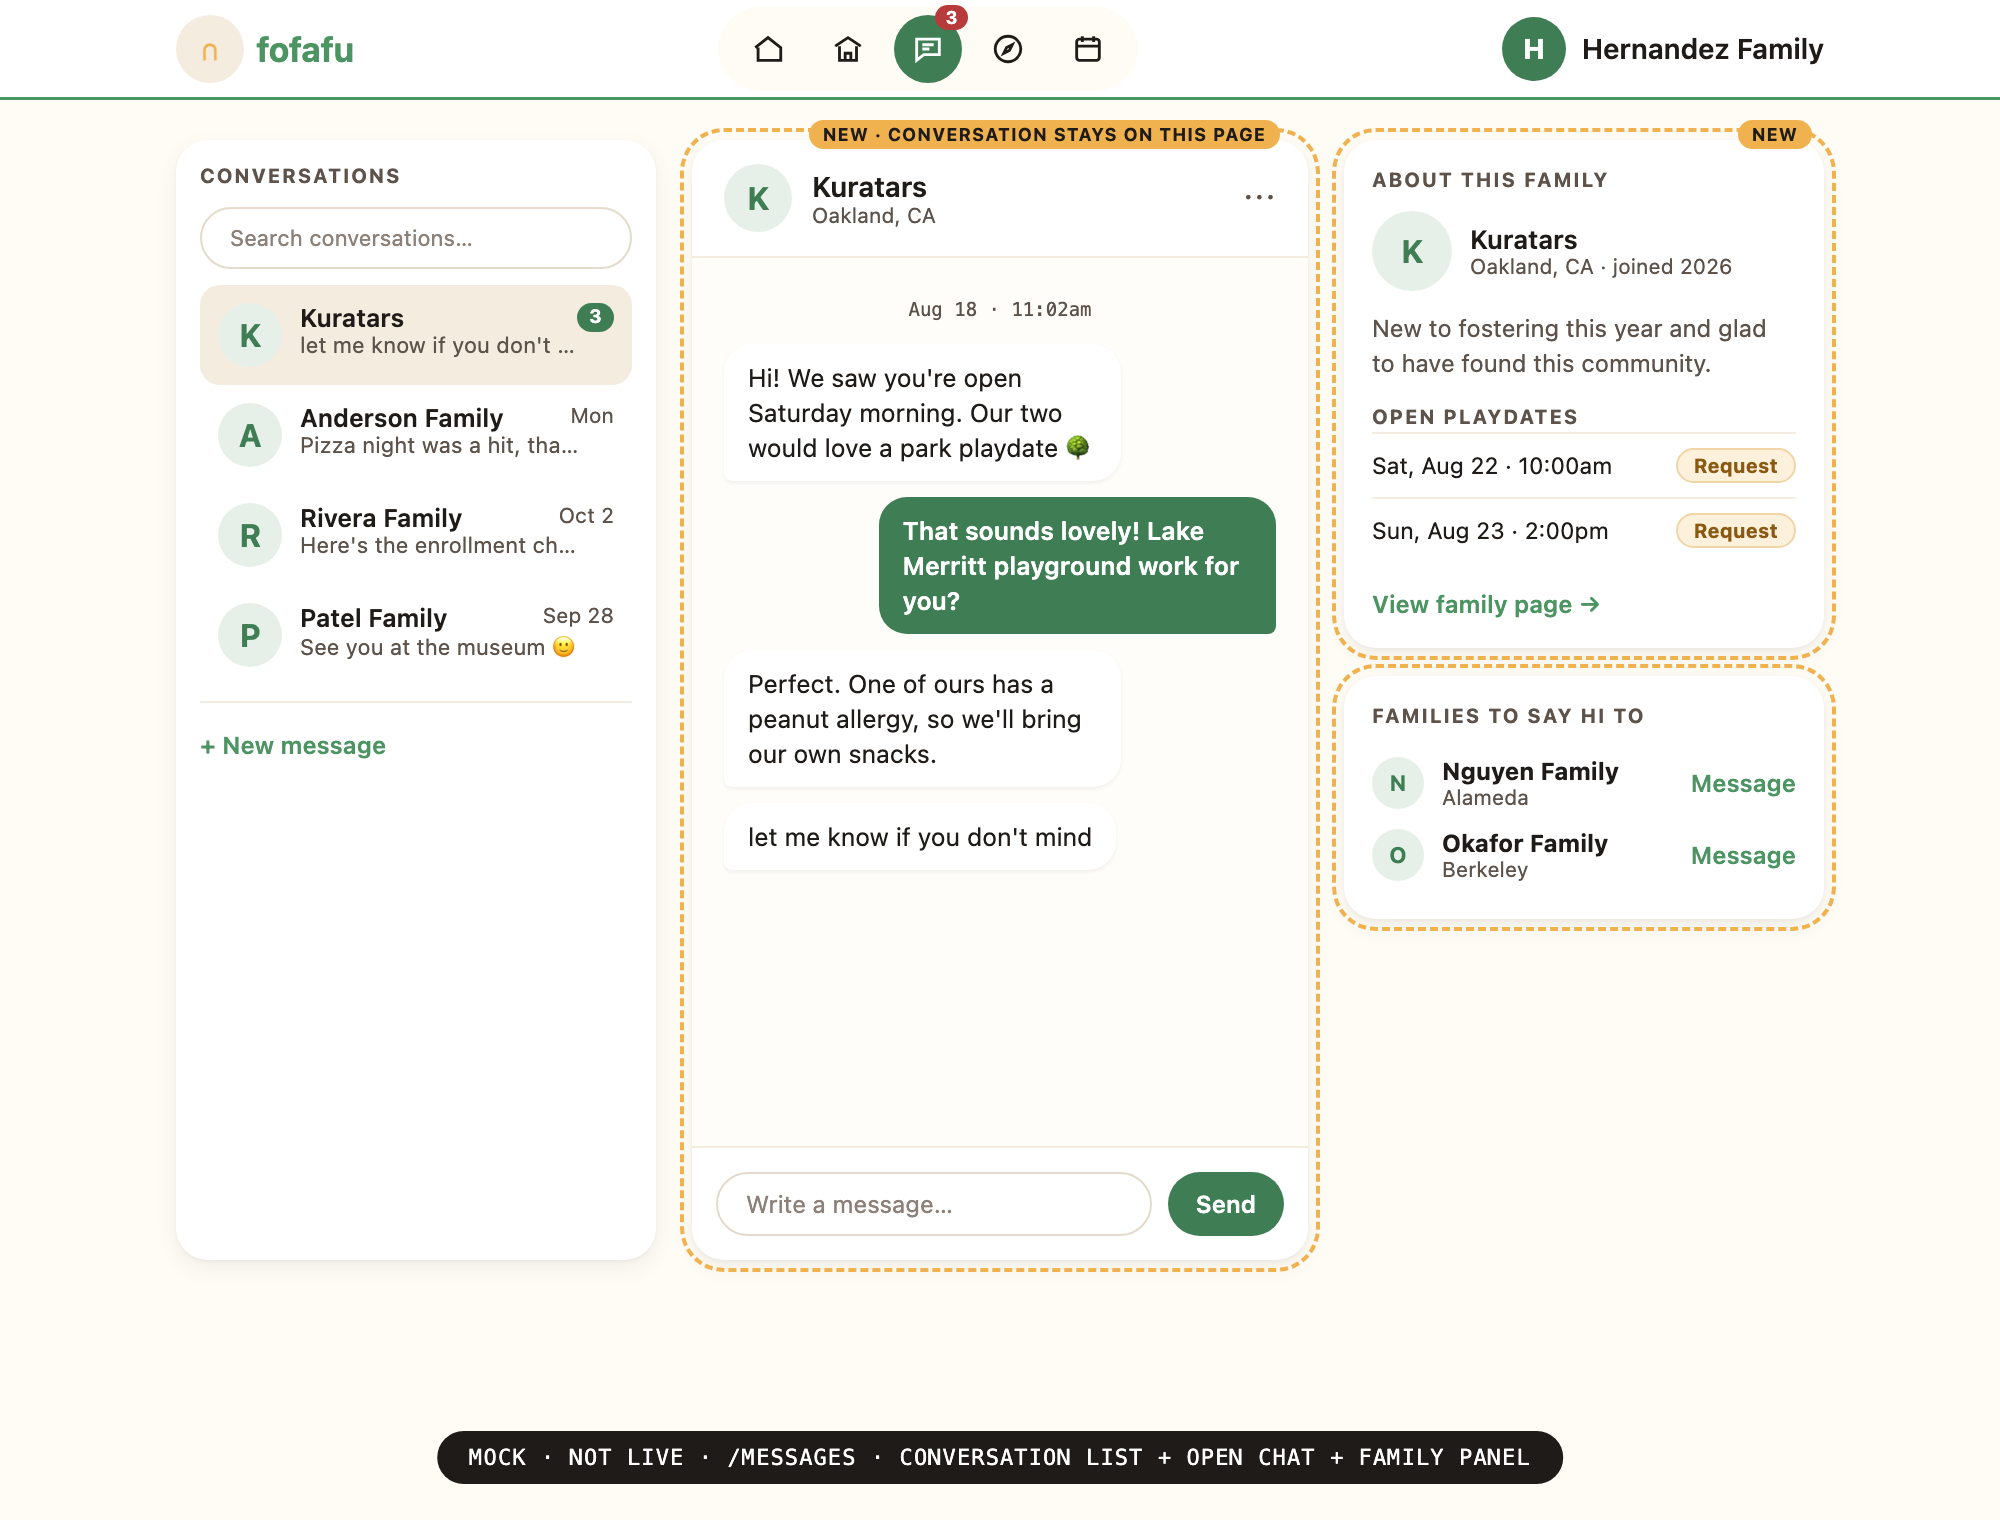 ∩ fofafu
3
H Hernandez Family
CONVERSATIONS
Search conversations...
K Kuratars 3
let me know if you don't ...
A Anderson Family Mon
Pizza night was a hit, tha...
R Rivera Family Oct 2
Here's the enrollment ch...
P Patel Family Sep 28
See you at the museum 🙂
+ New message
NEW · CONVERSATION STAYS ON THIS PAGE
K Kuratars ···
Oakland, CA
Aug 18 · 11:02am
Hi! We saw you're open
Saturday morning. Our two
would love a park playdate 🌳
That sounds lovely! Lake
Merritt playground work for
you?
Perfect. One of ours has a
peanut allergy, so we'll bring
our own snacks.
let me know if you don't mind
Write a message...
Send
NEW
ABOUT THIS FAMILY
K Kuratars
Oakland, CA · joined 2026
New to fostering this year and glad
to have found this community.
OPEN PLAYDATES
Sat, Aug 22 · 10:00am Request
Sun, Aug 23 · 2:00pm Request
View family page →
FAMILIES TO SAY HI TO
N Nguyen Family Message
Alameda
O Okafor Family Message
Berkeley
MOCK · NOT LIVE · /MESSAGES · CONVERSATION LIST + OPEN CHAT + FAMILY PANEL